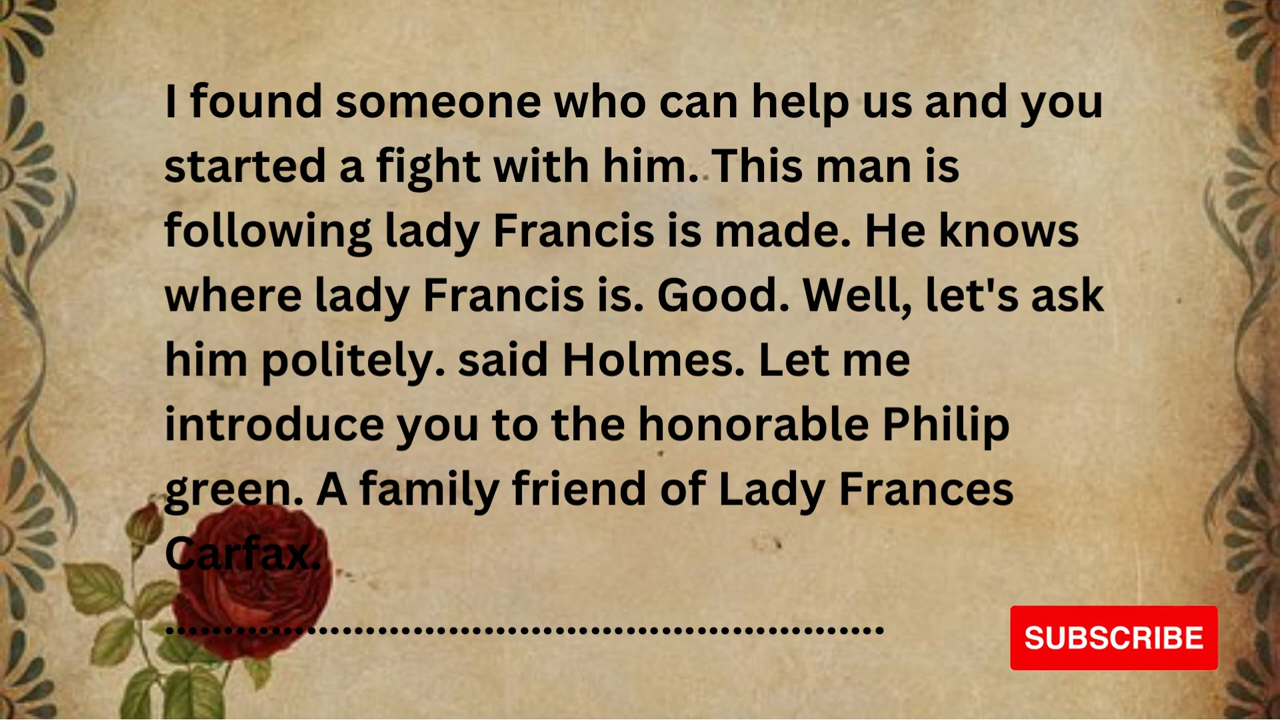 I found someone who can help us and you
started a fight with him. This man is
following lady Francis is made. He knows
where lady Francis is. Good. Well, let's ask
him politely. said Holmes. Let me
introduce you to the honorable Philip
green. A family friend of Lady Frances
Carfax.
.............................................................
SUBSCRIBE